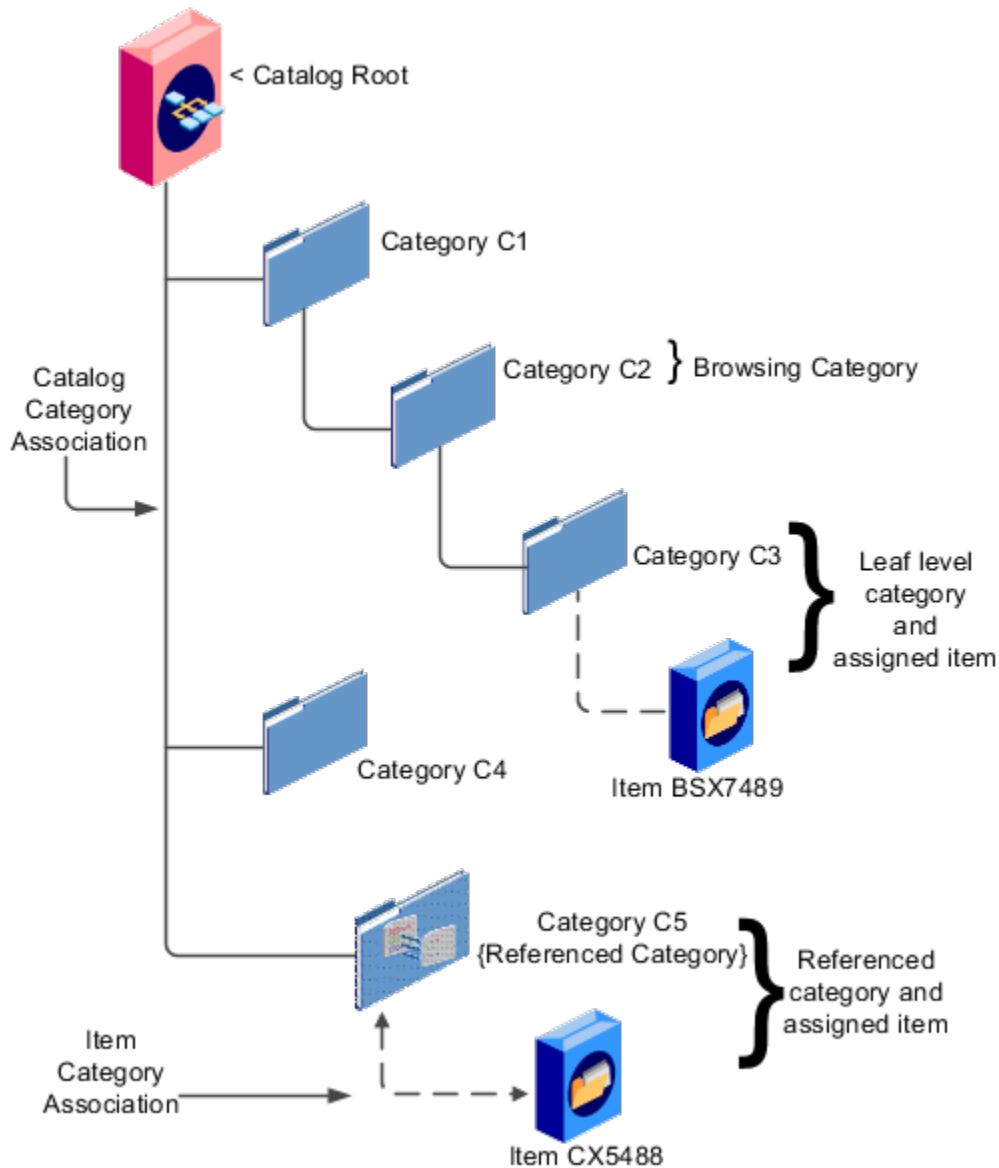 < Catalog Root
Category C1
Category C2 } Browsing Category
Catalog
Category
Association
Category C3
Leaf level
category
and
assigned item
Item BSX7489
Category C4
Category C5
{Referenced Category}
Referenced
category and
assigned item
Item
Category
Association
Item CX5488